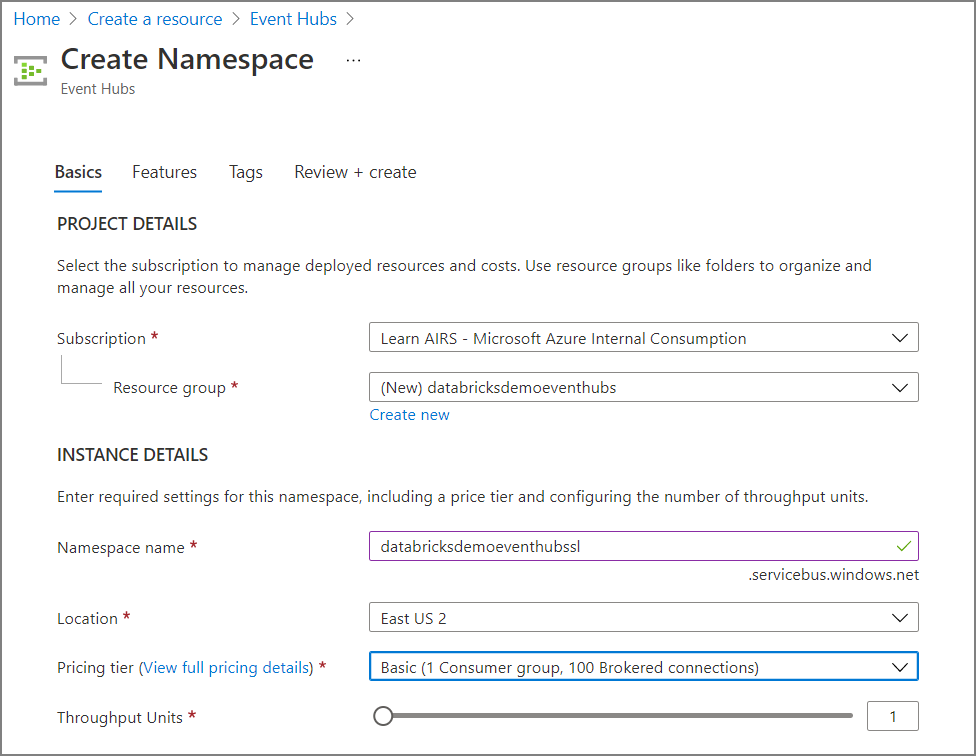 Home > Create a resource > Event Hubs >
Create Namespace ...
Event Hubs
Basics Features Tags Review + create
PROJECT DETAILS
Select the subscription to manage deployed resources and costs. Use resource groups like folders to organize and
manage all your resources.
Subscription * Learn AIRS - Microsoft Azure Internal Consumption
Resource group * (New) databricksdemoeventhubs
Create new
INSTANCE DETAILS
Enter required settings for this namespace, including a price tier and configuring the number of throughput units.
Namespace name * databricksdemoeventhubssl
.servicebus.windows.net
Location * East US 2
Pricing tier (View full pricing details) * Basic (1 Consumer group, 100 Brokered connections)
Throughput Units * 1